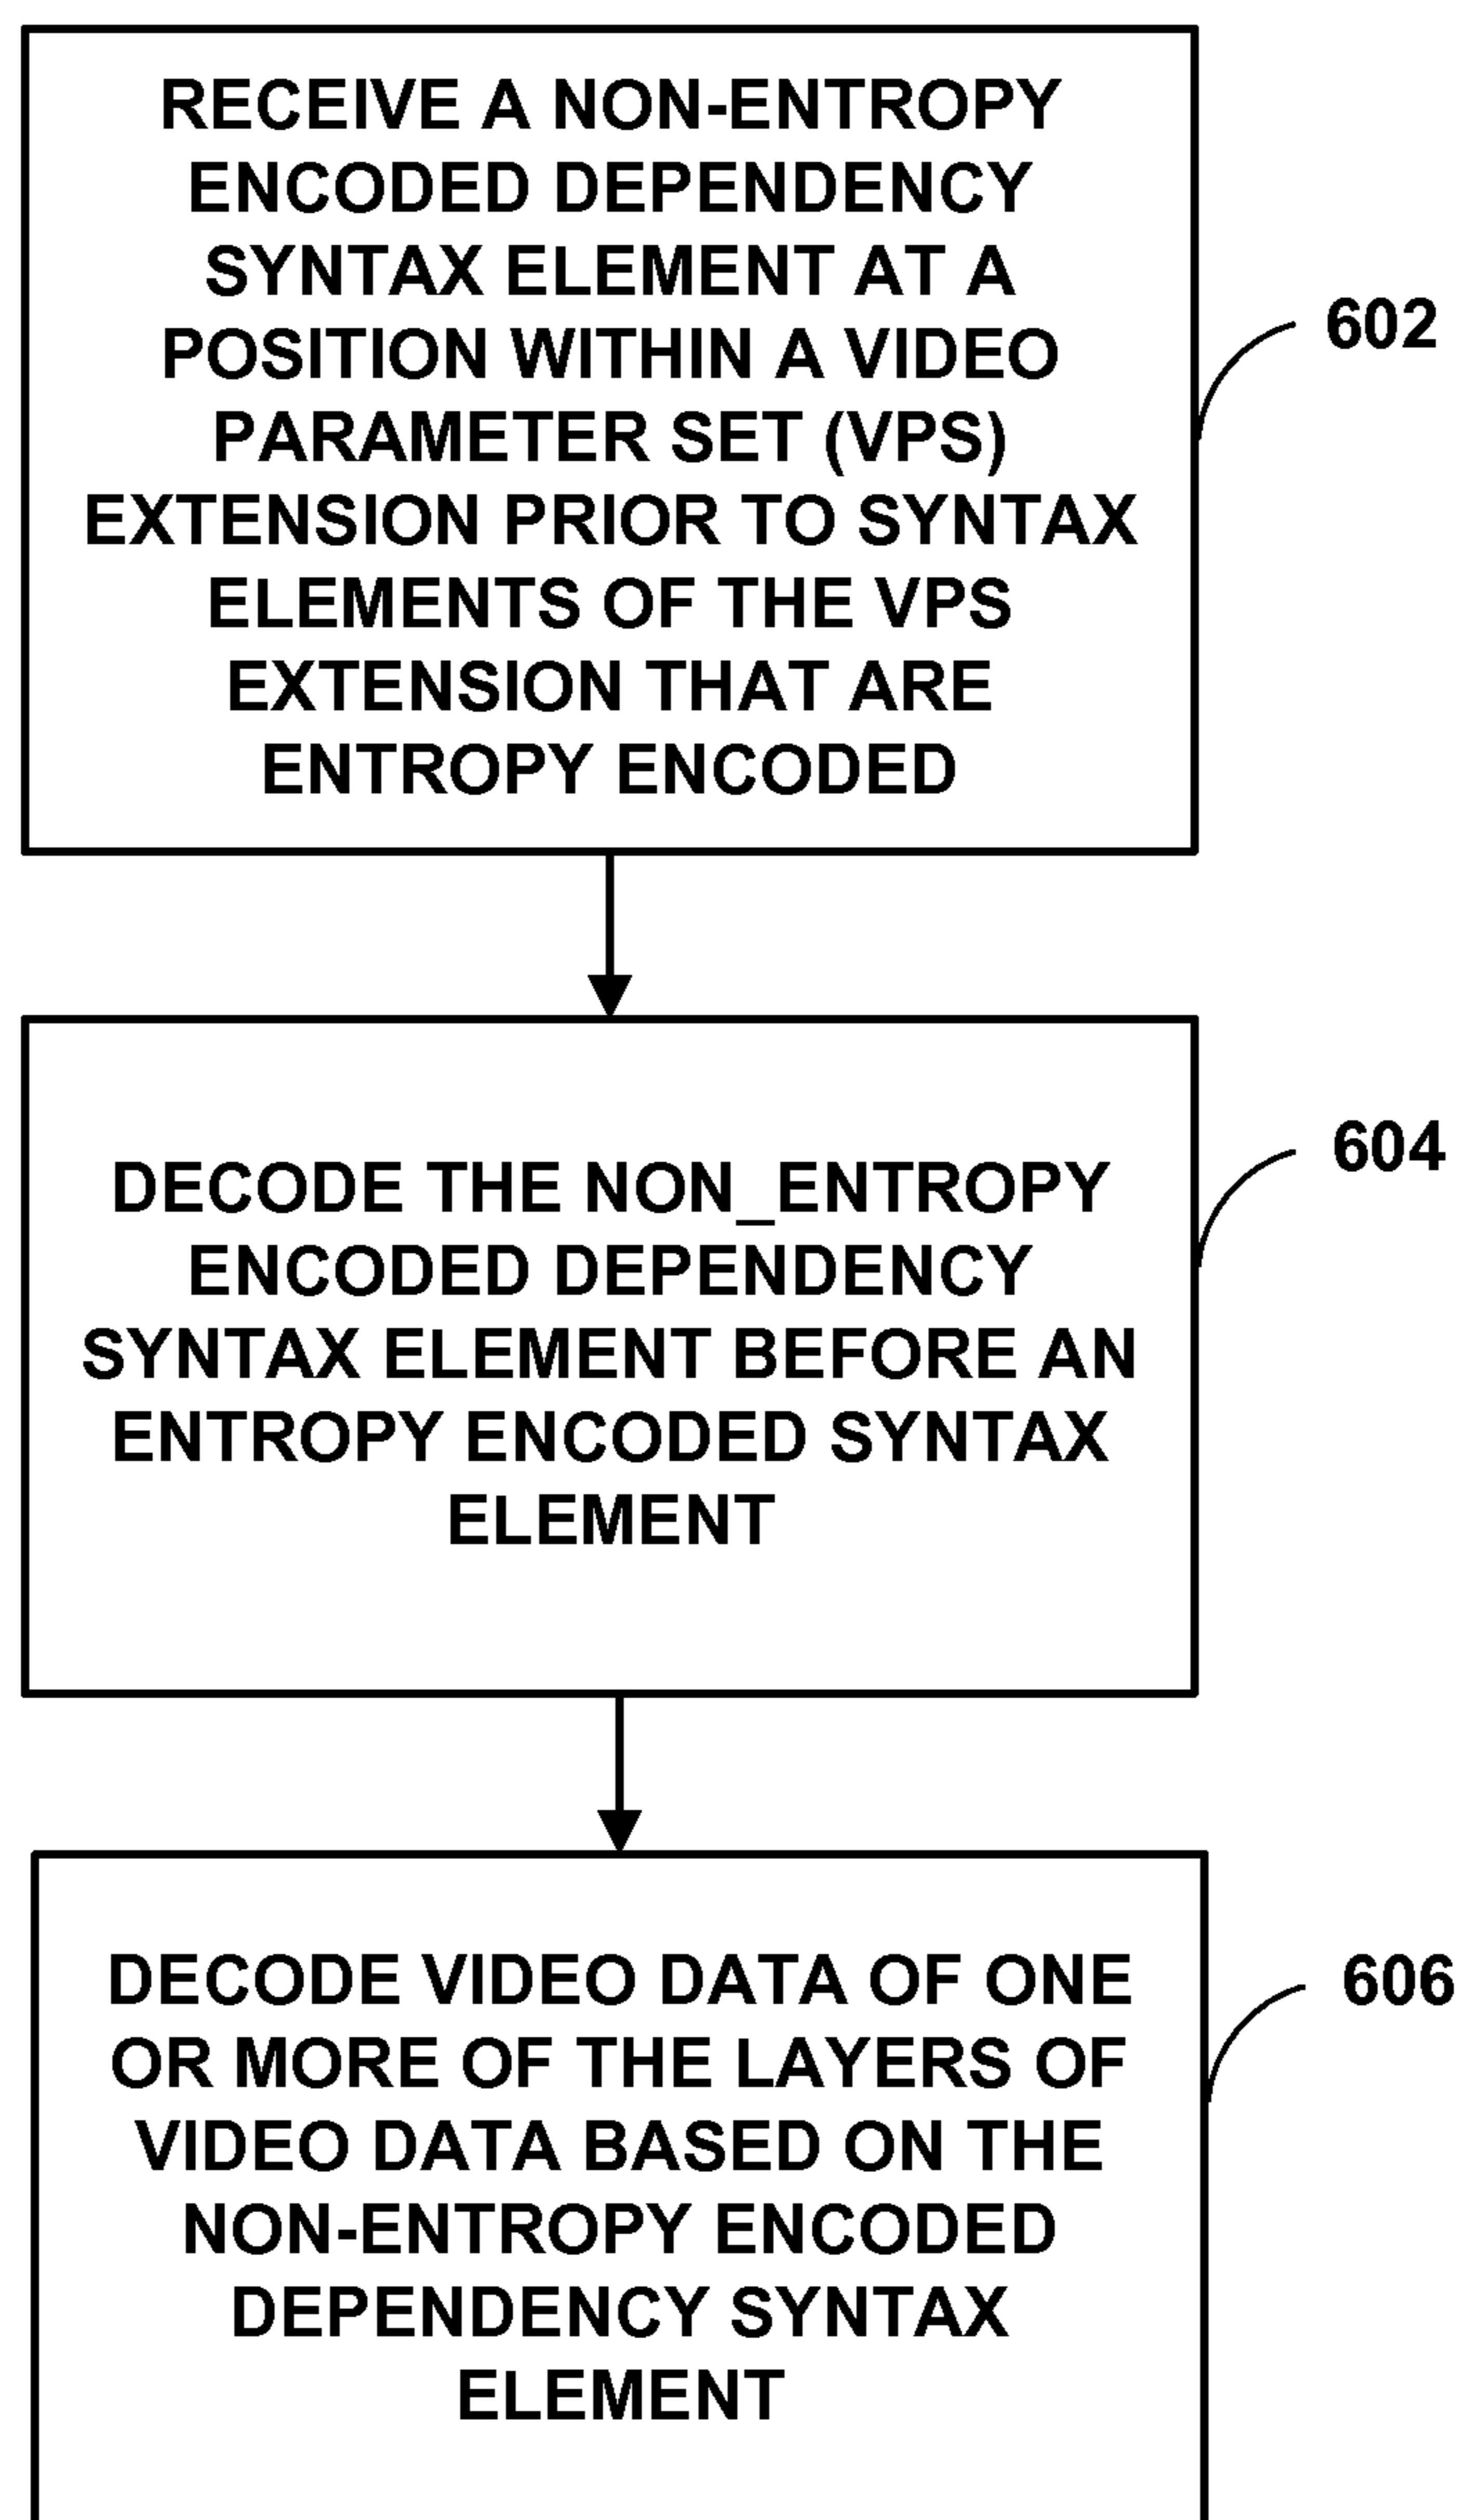 RECEIVE A NON-ENTROPY
ENCODED DEPENDENCY
SYNTAX ELEMENT AT A
POSITION WITHIN A VIDEO
PARAMETER SET (VPS)
EXTENSION PRIOR TO SYNTAX
ELEMENTS OF THE VPS
EXTENSION THAT ARE
ENTROPY ENCODED
602
DECODE THE NON_ENTROPY
ENCODED DEPENDENCY
SYNTAX ELEMENT BEFORE AN
ENTROPY ENCODED SYNTAX
ELEMENT
604
DECODE VIDEO DATA OF ONE
OR MORE OF THE LAYERS OF
VIDEO DATA BASED ON THE
NON-ENTROPY ENCODED
DEPENDENCY SYNTAX
ELEMENT
606